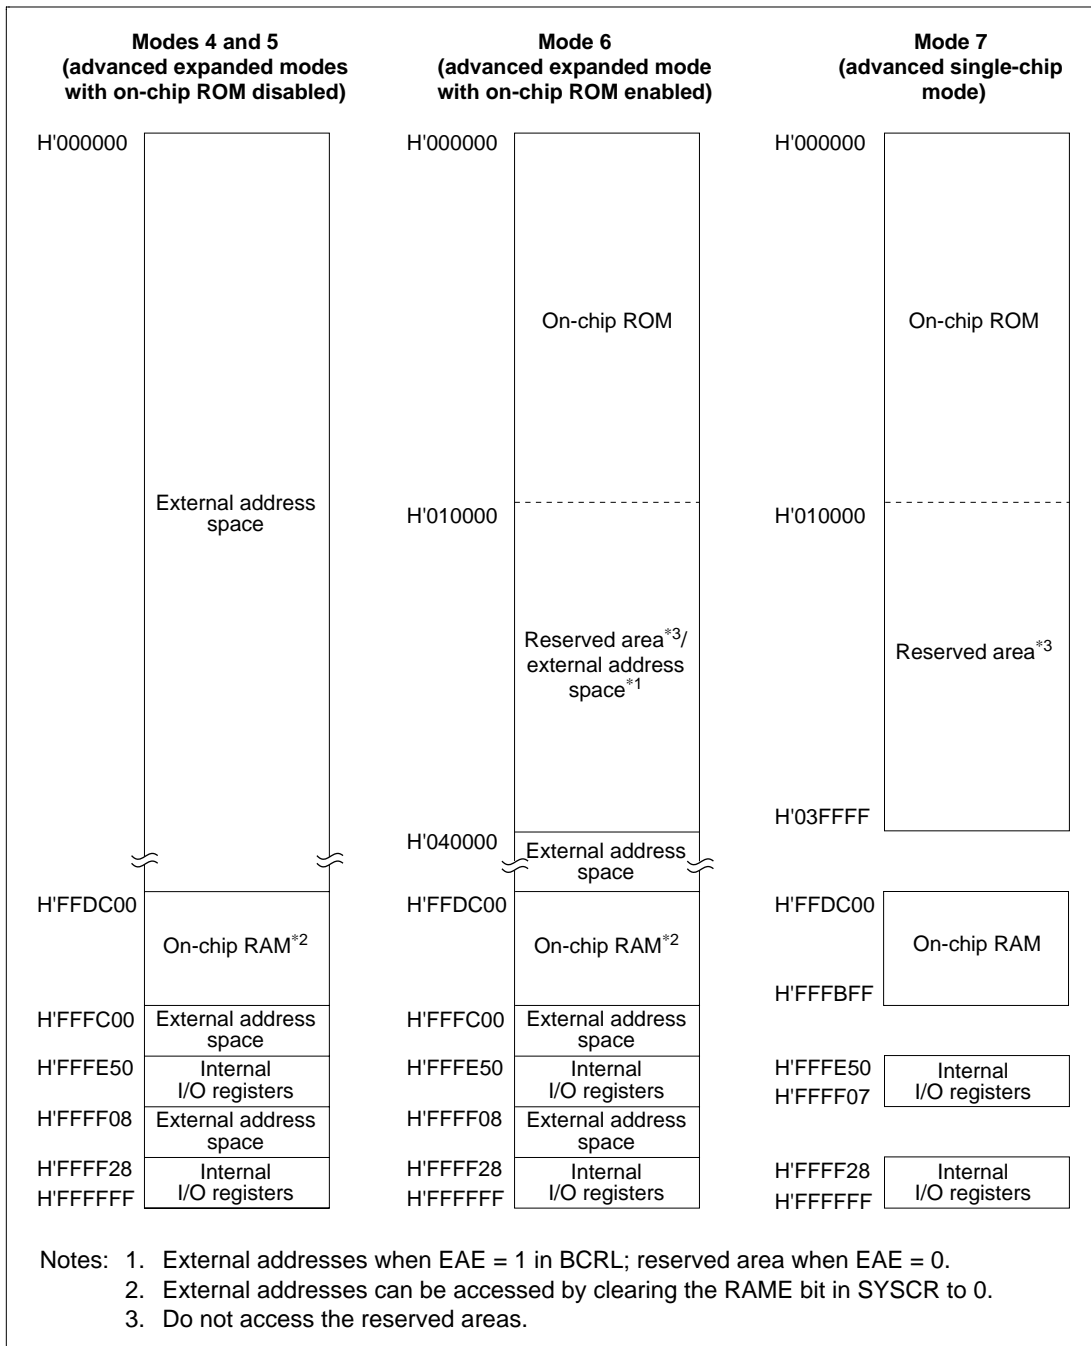 Modes 4 and 5
(advanced expanded modes
with on-chip ROM disabled)
H'000000
External address
space
H'FFDC00
On-chip RAM*2
H'FFFC00
External address
space
H'FFFE50
Internal
I/O registers
H'FFFF08
External address
space
H'FFFF28
Internal
I/O registers
H'FFFFFF
Mode 6
(advanced expanded mode
with on-chip ROM enabled)
H'000000
On-chip ROM
H'010000
Reserved area*3/
external address
space*1
H'040000
External address
space
H'FFDC00
On-chip RAM*2
H'FFFC00
External address
space
H'FFFE50
Internal
I/O registers
H'FFFF08
External address
space
H'FFFF28
Internal
I/O registers
H'FFFFFF
Mode 7
(advanced single-chip
mode)
H'000000
On-chip ROM
H'010000
Reserved area*3
H'03FFFF
H'FFDC00
On-chip RAM
H'FFFBFF
H'FFFE50
Internal
I/O registers
H'FFFF07
H'FFFF28
Internal
I/O registers
H'FFFFFF
Notes: 1. External addresses when EAE = 1 in BCRL; reserved area when EAE = 0.
2. External addresses can be accessed by clearing the RAME bit in SYSCR to 0.
3. Do not access the reserved areas.